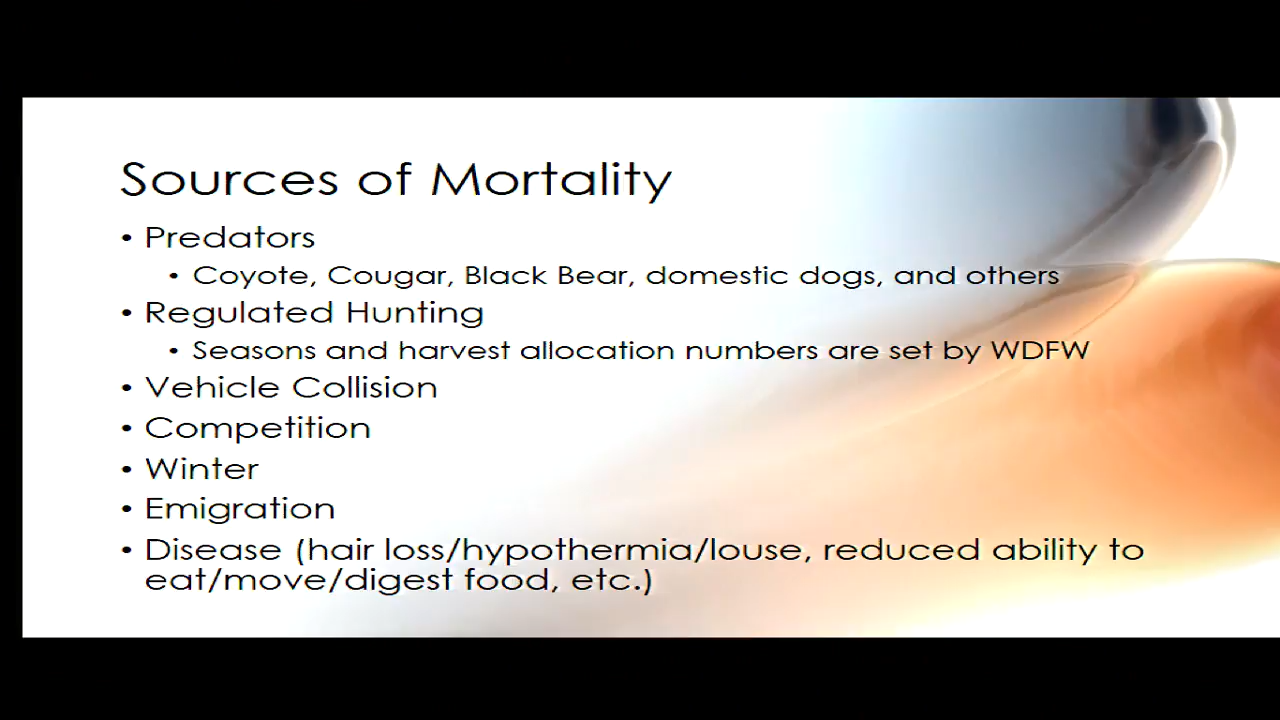 Sources of Mortality
• Predators
• Coyote, Cougar, Black Bear, domestic dogs, and others
• Regulated Hunting
• Seasons and harvest allocation numbers are set by WDFW
• Vehicle Collision
• Competition
• Winter
• Emigration
• Disease (hair loss/hypothermia/louse, reduced ability to
eat/move/digest food, etc.)